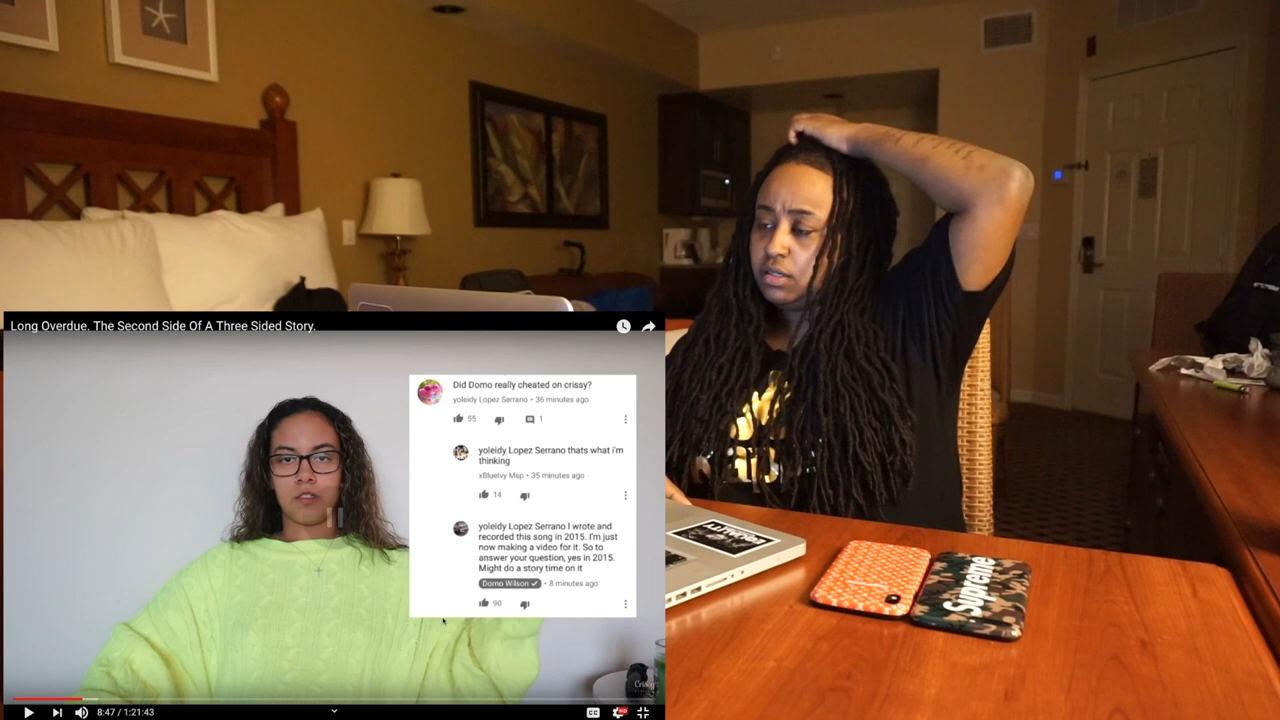 Long Overdue. The Second Side Of A Three Sided Story.
Did Domo really cheated on crissy?
yoleidy Lopez Serrano • 36 minutes ago
55
1
yoleidy Lopez Serrano thats what i'm
thinking
xBlueIvy Msp • 35 minutes ago
14
yoleidy Lopez Serrano I wrote and
recorded this song in 2015. I'm just
now making a video for it. So to
answer your question, yes in 2015.
Might do a story time on it
Domo Wilson ✓ • 8 minutes ago
90
8:47 / 1:21:43
CC
HD
Supreme